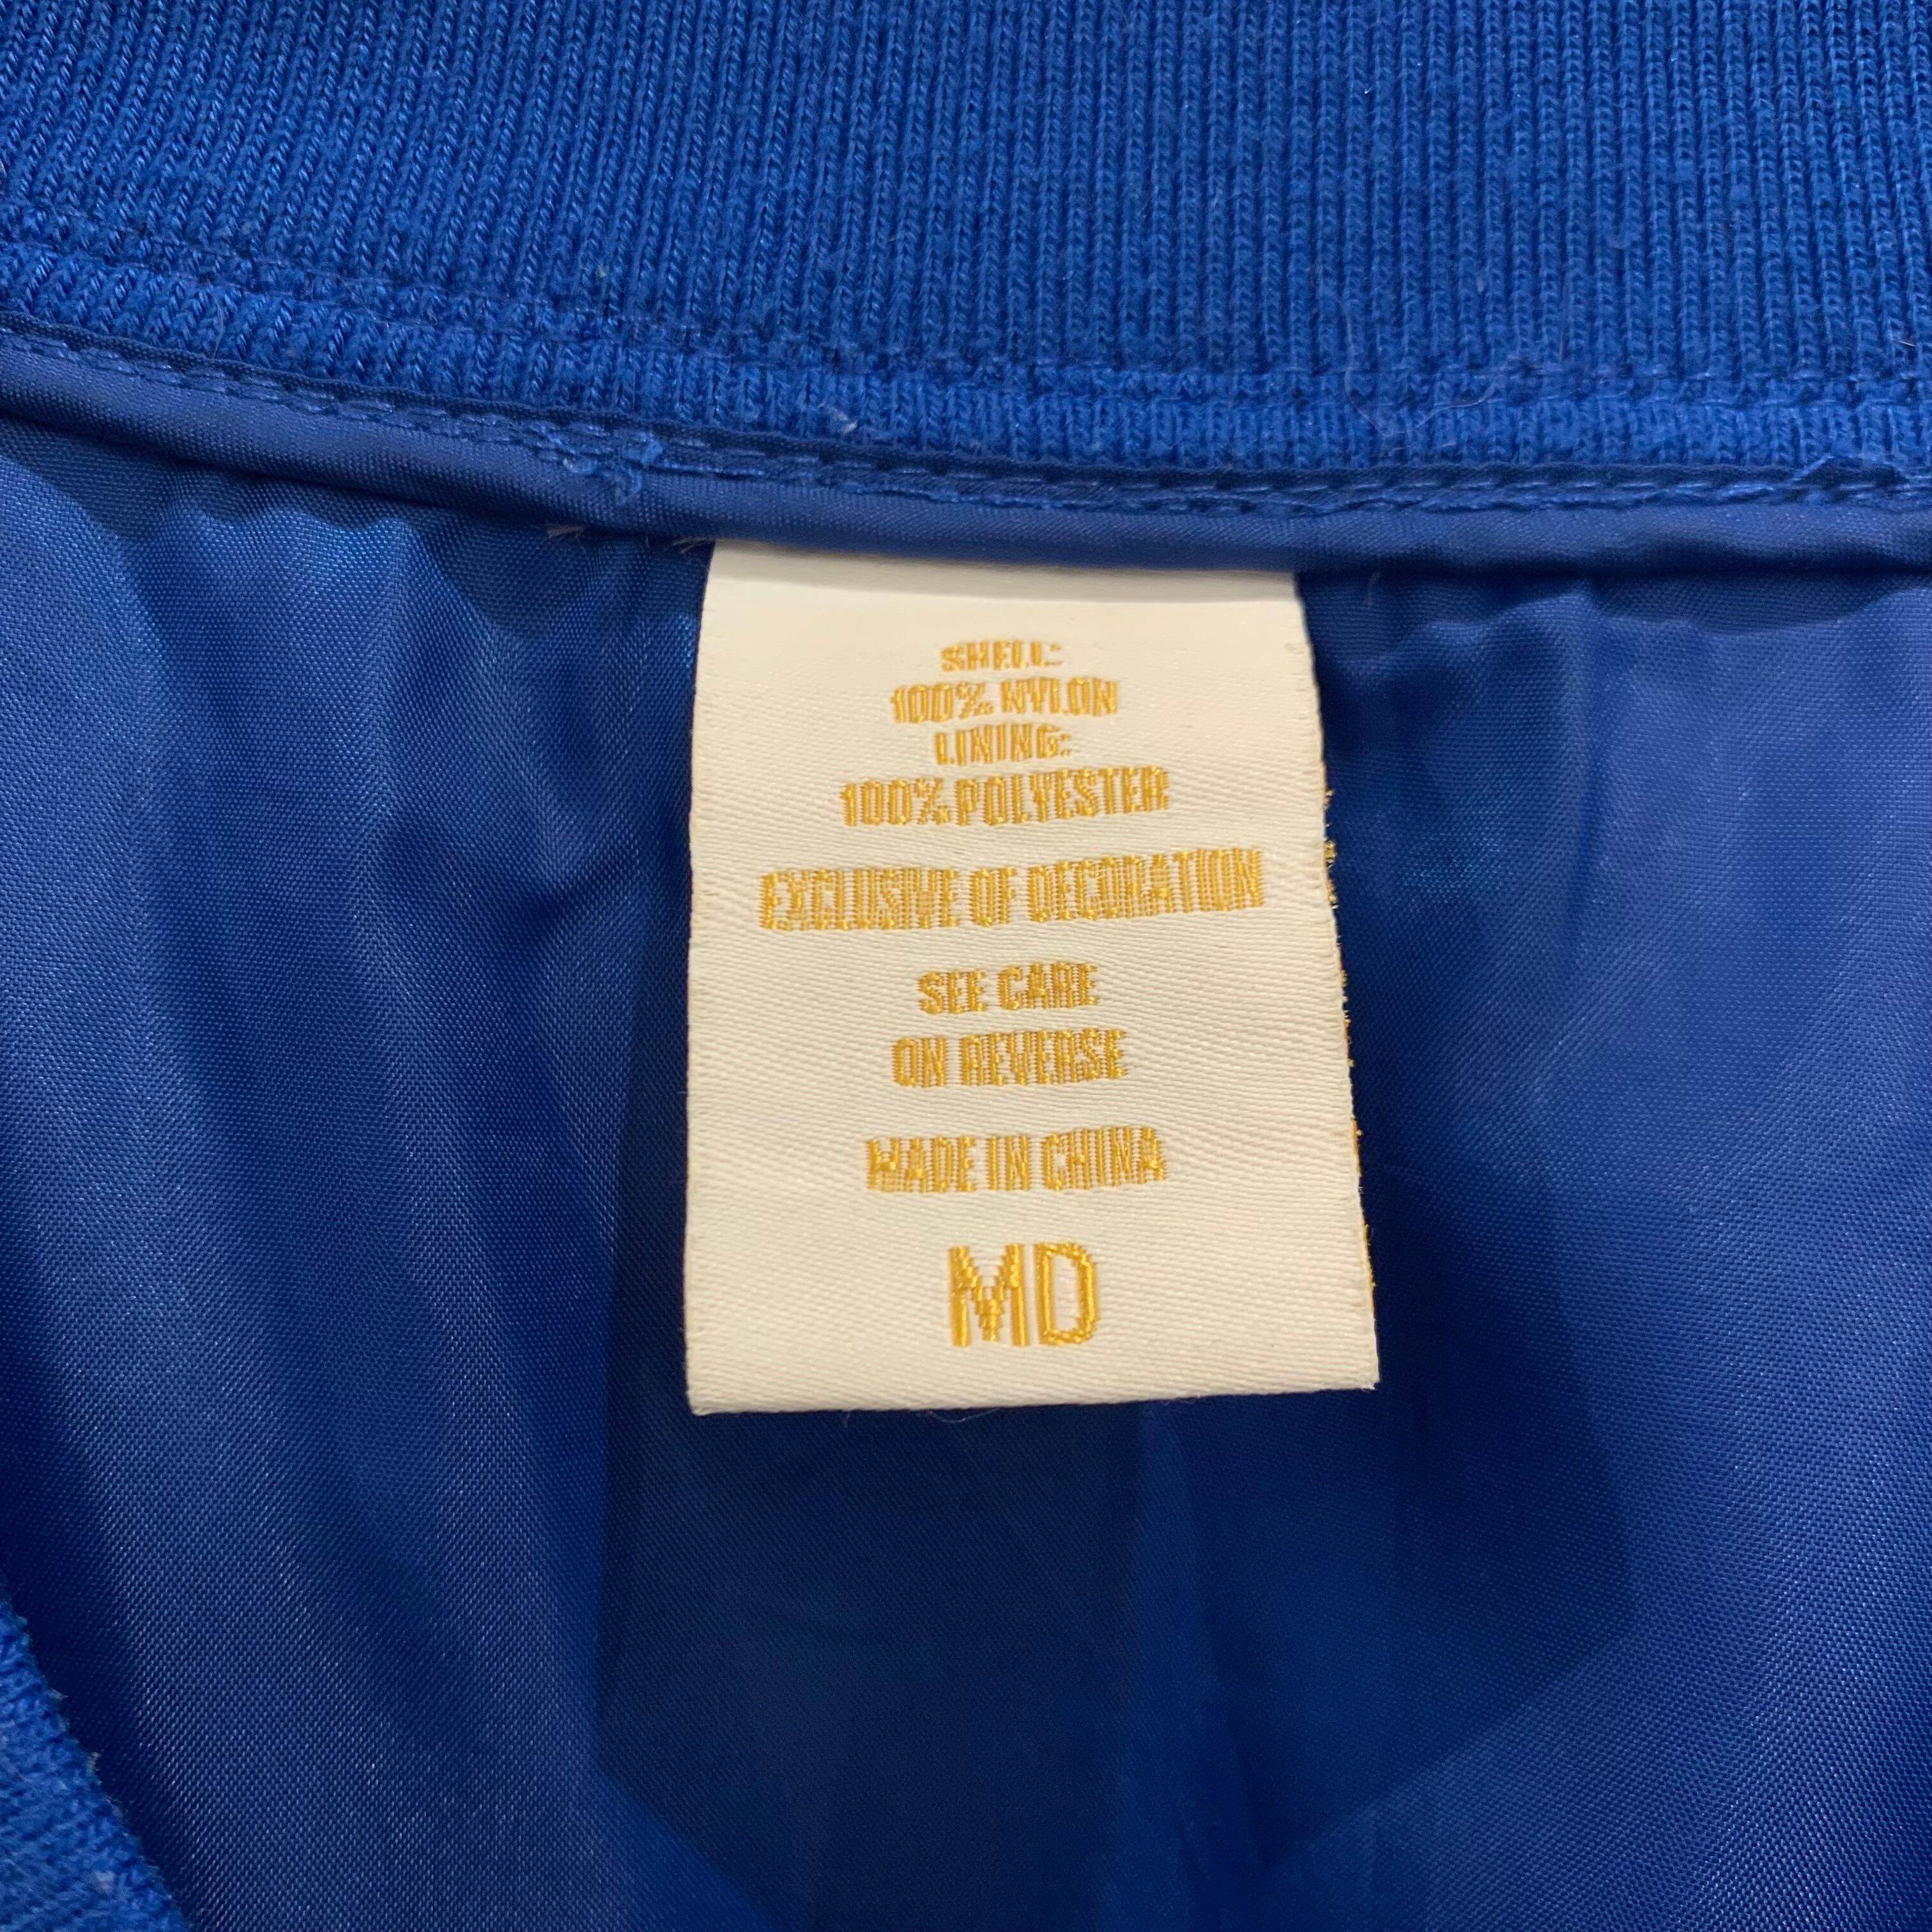 SHELL:
100% NYLON
LINING:
100% POLYESTER
EXCLUSIVE OF DECORATION
SEE CARE
ON REVERSE
MADE IN CHINA
MD